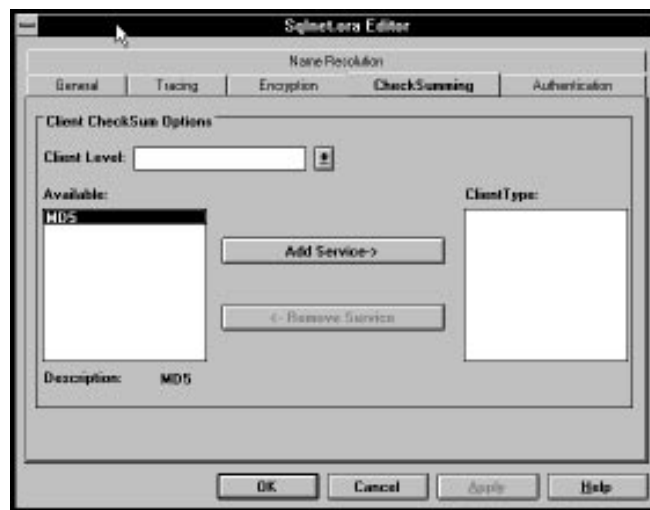 Sqlnet.ora Editor
Name Resolution
General Tracing Encryption CheckSumming Authentication
Client CheckSum Options
Client Level:
Available: ClientType:
MD5
Add Service->
<- Remove Service
Description: MD5
OK Cancel Apply Help